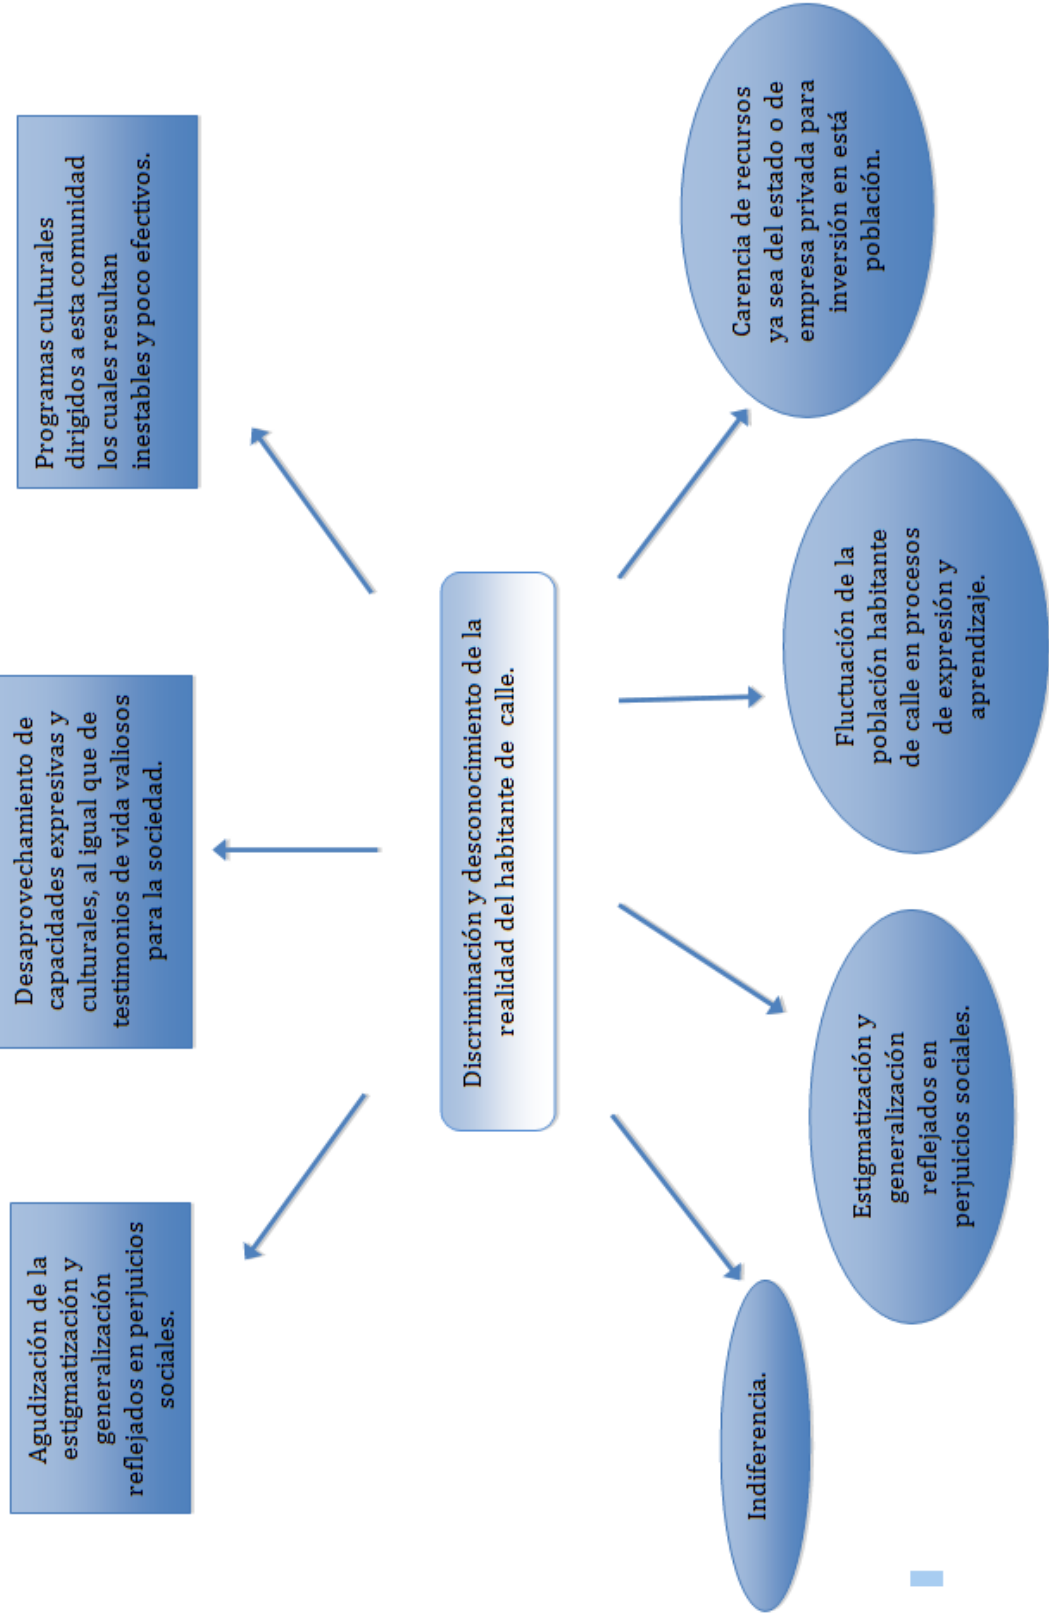 Agudización de la
estigmatización y
generalización
reflejados en perjuicios
sociales.
Desaprovechamiento de
capacidades expresivas y
culturales, al igual que de
testimonios de vida valiosos
para la sociedad.
Programas culturales
dirigidos a esta comunidad
los cuales resultan
inestables y poco efectivos.
Discriminación y desconocimiento de la
realidad del habitante de calle.
Indiferencia.
Estigmatización y
generalización
reflejados en
perjuicios sociales.
Fluctuación de la
población habitante
de calle en procesos
de expresión y
aprendizaje.
Carencia de recursos
ya sea del estado o de
empresa privada para
inversión en está
población.